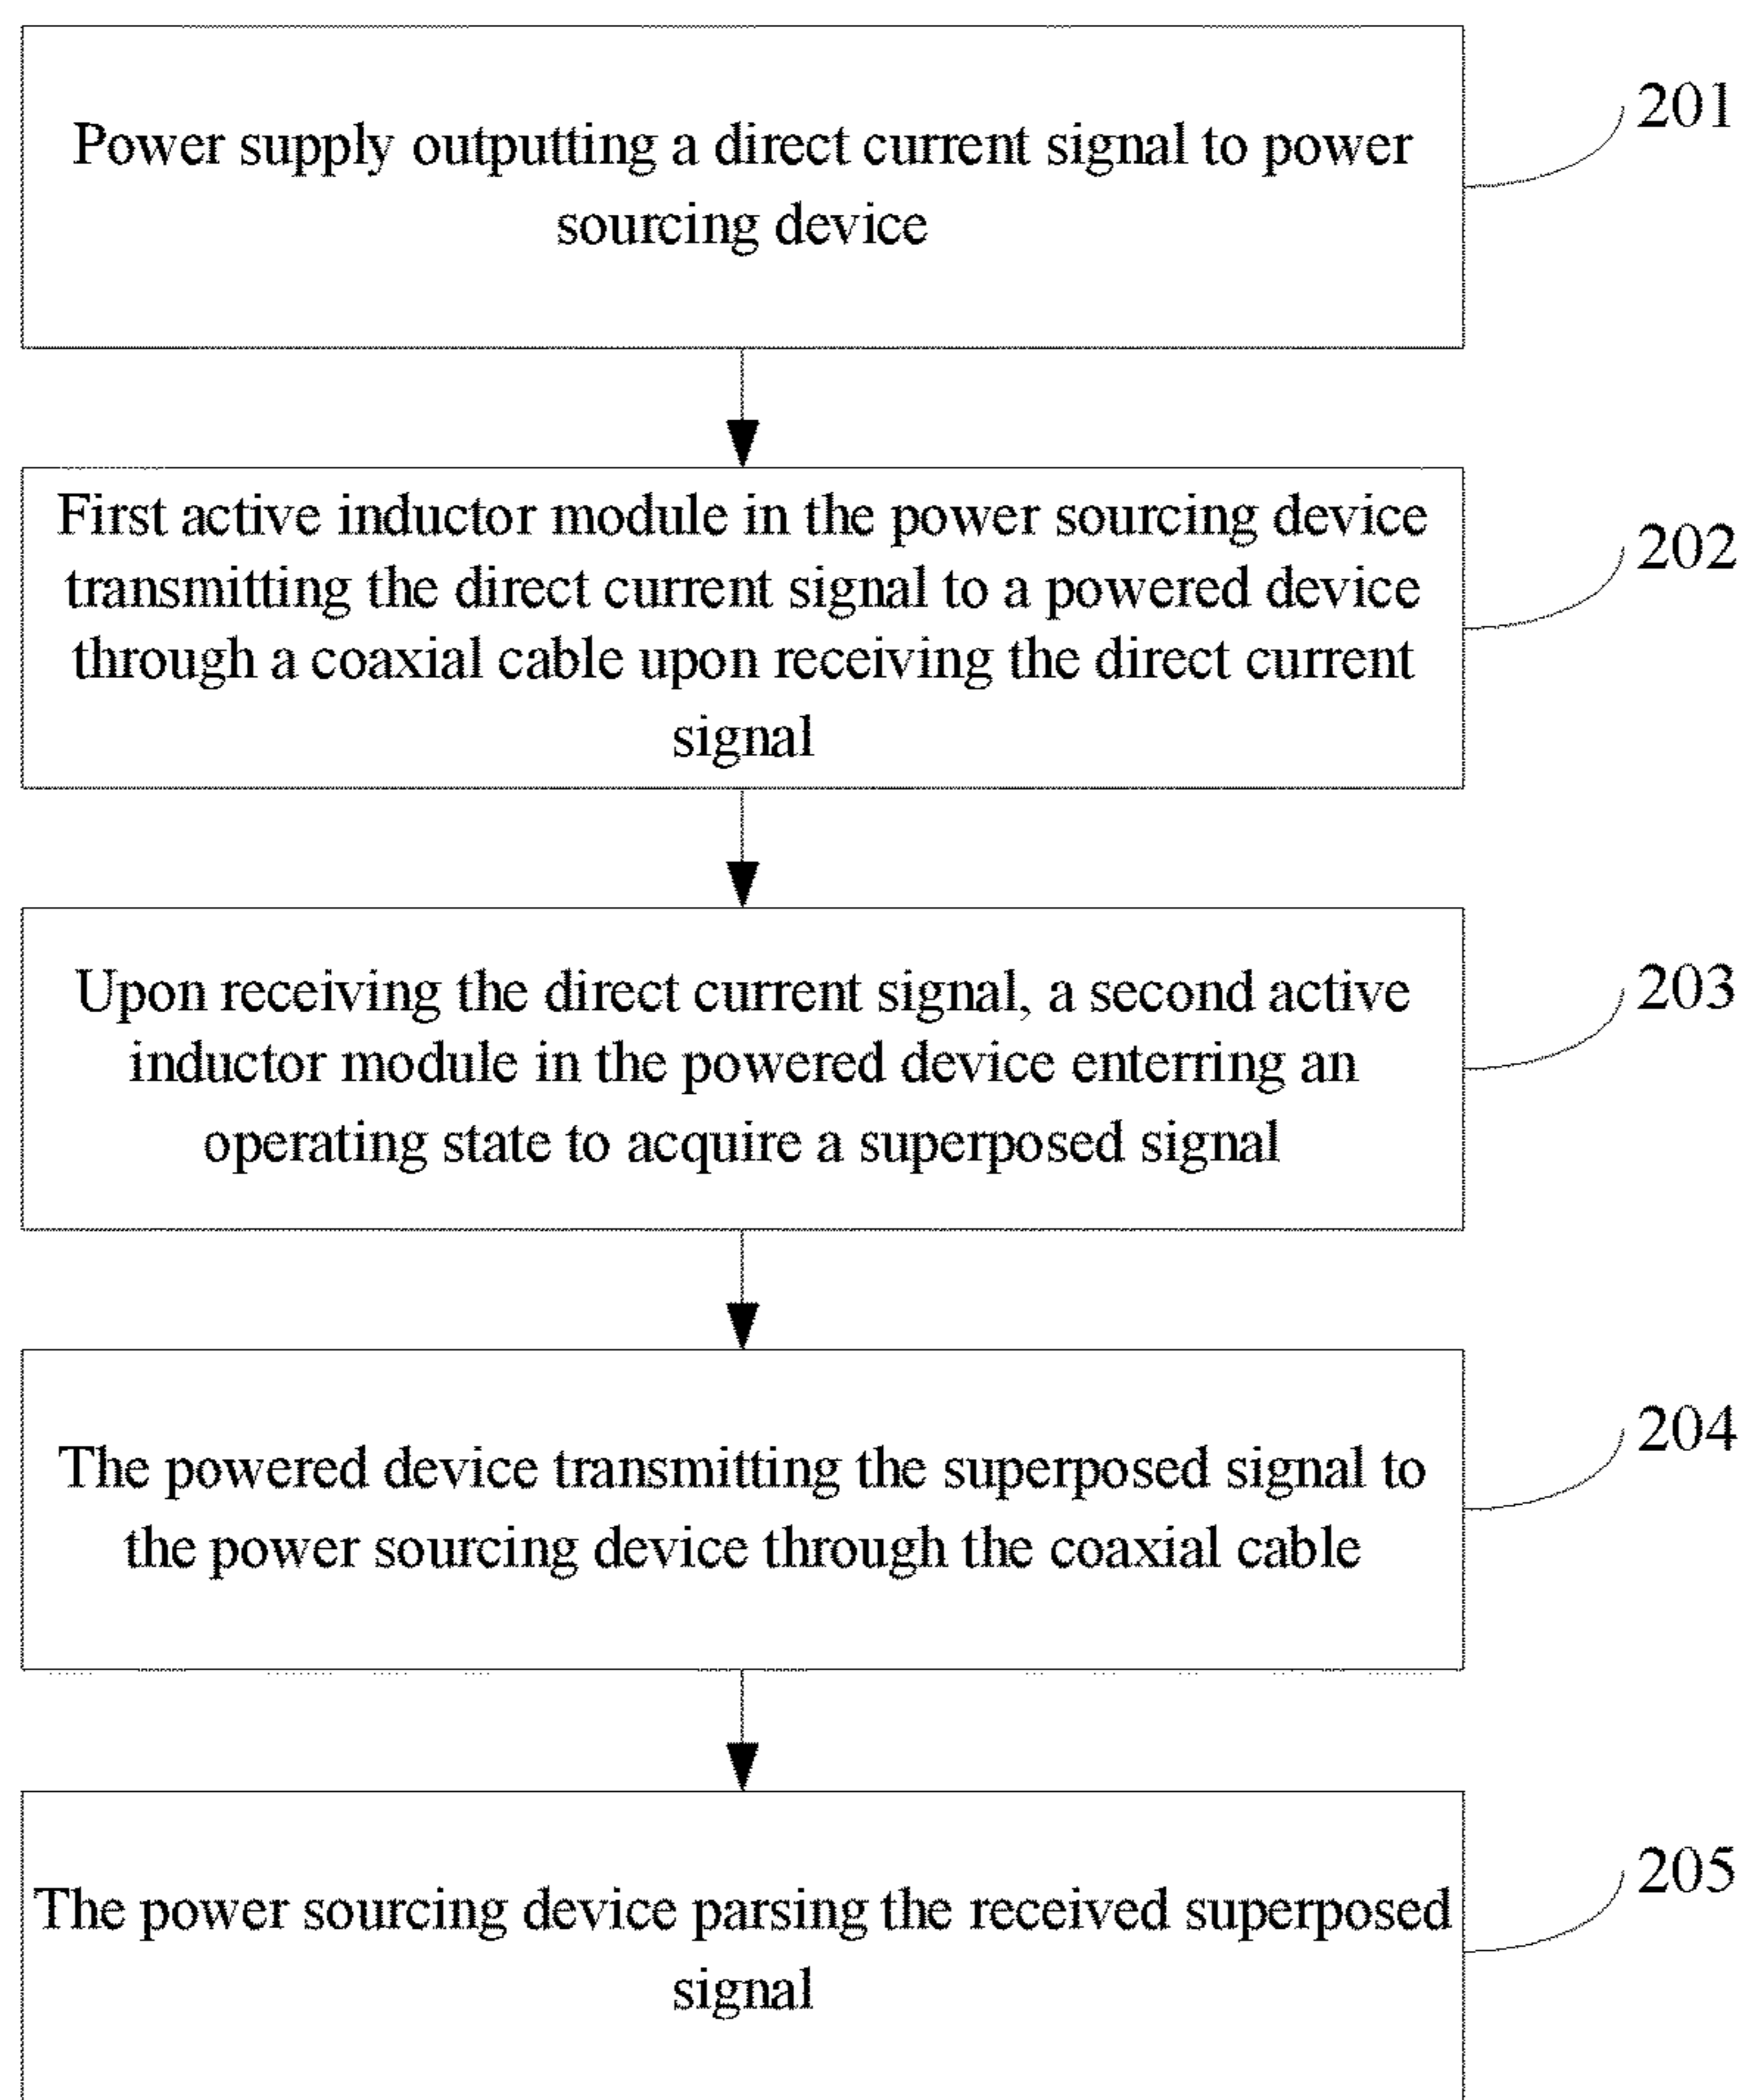 Power supply outputting a direct current signal to power
sourcing device
201
First active inductor module in the power sourcing device
transmitting the direct current signal to a powered device
through a coaxial cable upon receiving the direct current
signal
202
Upon receiving the direct current signal, a second active
inductor module in the powered device enterring an
operating state to acquire a superposed signal
203
The powered device transmitting the superposed signal to
the power sourcing device through the coaxial cable
204
The power sourcing device parsing the received superposed
signal
205